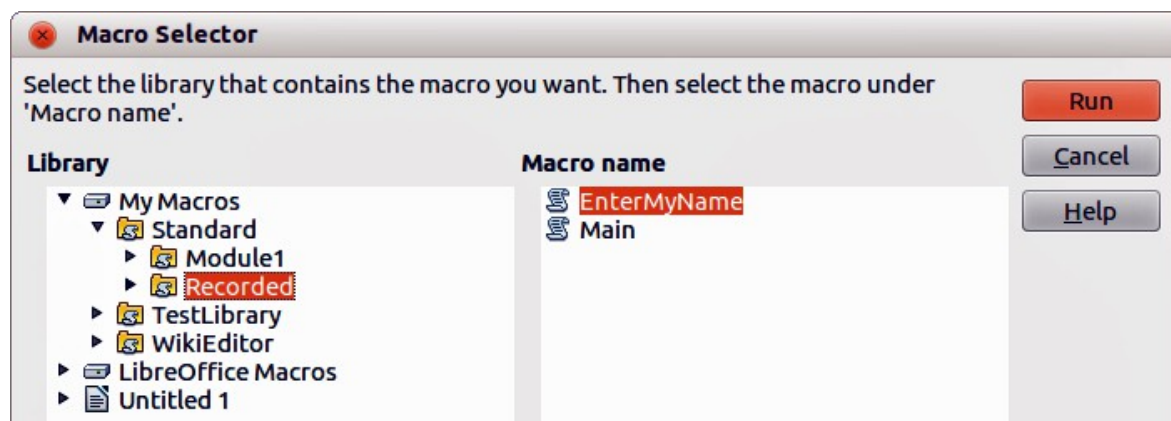 Macro Selector
Select the library that contains the macro you want. Then select the macro under
'Macro name'.
Run
Cancel
Help
Library
My Macros
Standard
Module1
Recorded
TestLibrary
WikiEditor
LibreOffice Macros
Untitled 1
Macro name
EnterMyName
Main